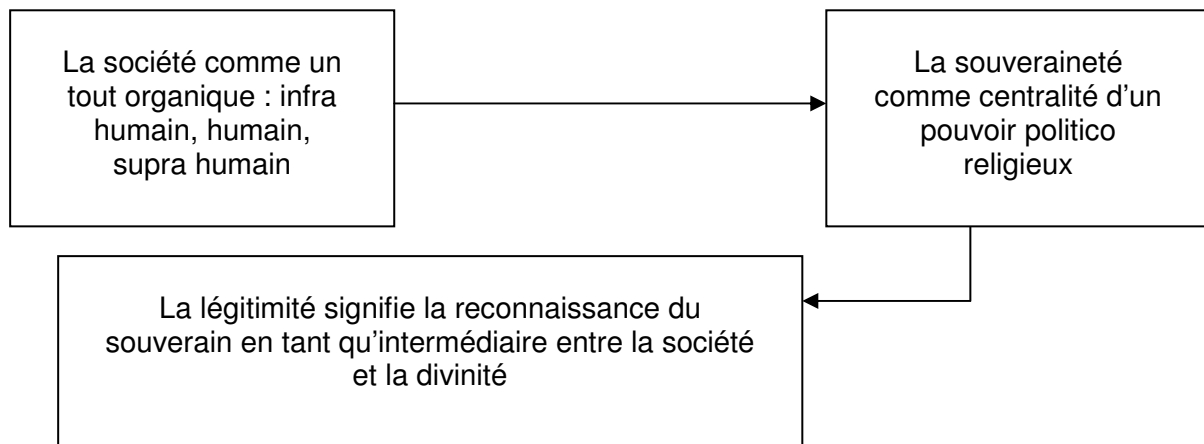 La société comme un
tout organique : infra
humain, humain,
supra humain
La souveraineté
comme centralité d’un
pouvoir politico
religieux
La légitimité signifie la reconnaissance du
souverain en tant qu’intermédiaire entre la société
et la divinité